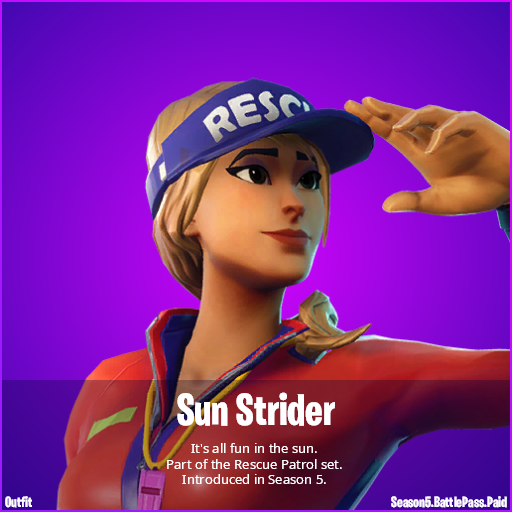 RESC
Sun Strider
It's all fun in the sun.
Part of the Rescue Patrol set.
Introduced in Season 5.
Outfit
Season5.BattlePass.Paid